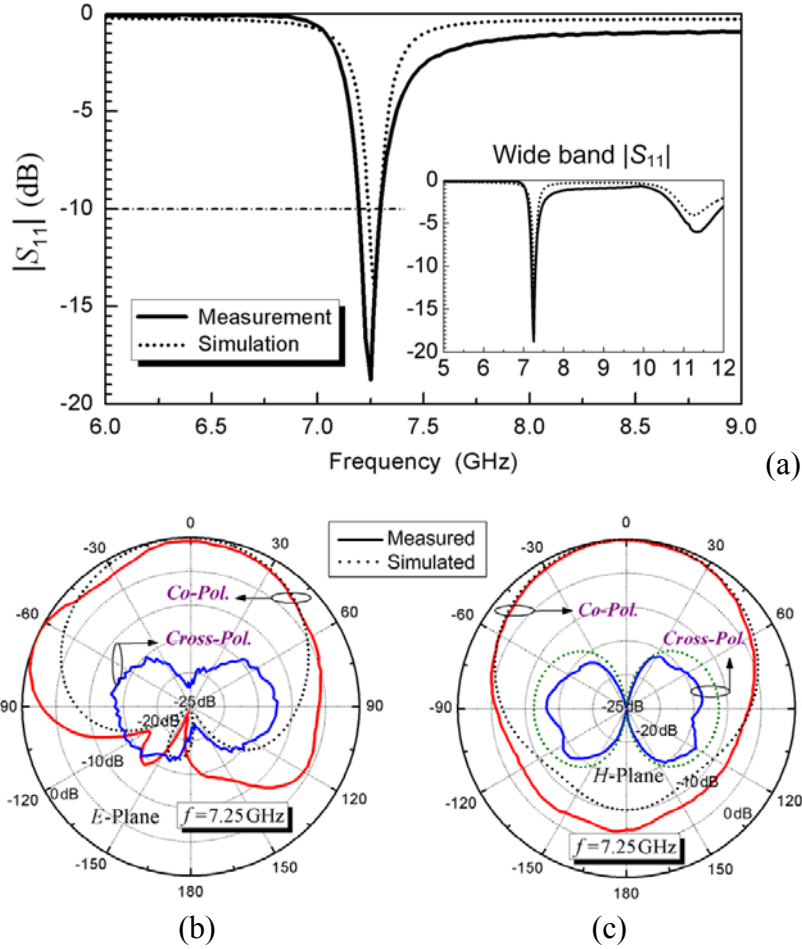 0
-5
-10
-15
-20
|S11| (dB)
Measurement
Simulation
Wide band |S11|
0
-5
-10
-15
-20
5 6 7 8 9 10 11 12
6.0 6.5 7.0 7.5 8.0 8.5 9.0
Frequency (GHz)
(a)
Measured
Simulated
0
30
60
90
120
150
180
-150
-120
90
-60
-30
Co-Pol.
Cross-Pol.
-25dB
-20dB
-10dB
0dB
E-Plane
f=7.25GHz
(b)
0
30
60
90
120
150
180
-150
-120
-90
-60
-30
Co-Pol.
Cross-Pol.
-25dB
-20dB
-10dB
0dB
H-Plane
f=7.25GHz
(c)